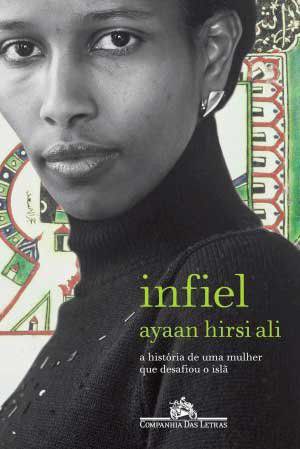 infiel
ayaan hirsi ali
a história de uma mulher
que desafiou o islã
COMPANHIA DAS LETRAS